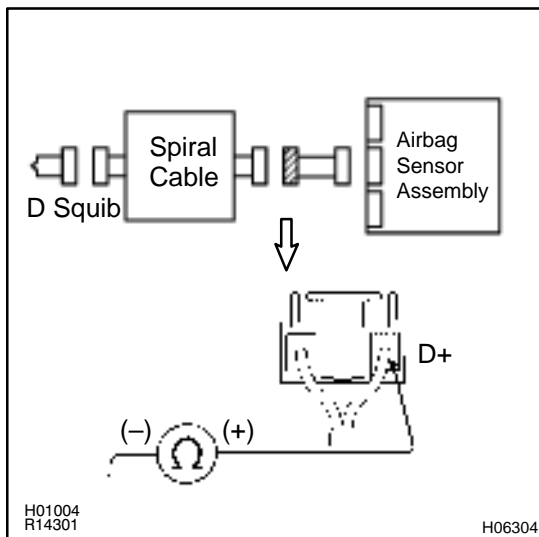 Spiral
Cable
Airbag
Sensor
Assembly
D Squib
D+
(–) Ω (+)
H01004
R14301
H06304